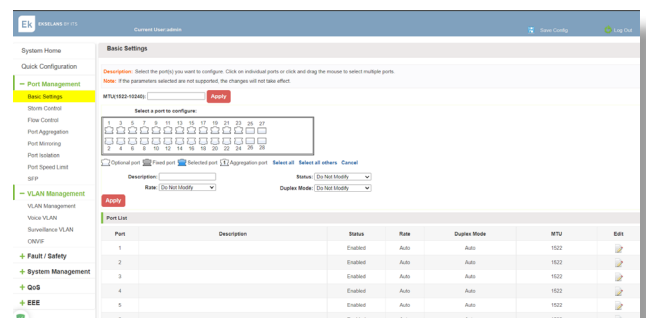 Ek EKSELANS BY ITS
Current User:admin
Save Config
Log Out
System Home
Quick Configuration
Port Management
Basic Settings
Storm Control
Flow Control
Port Aggregation
Port Mirroring
Port Isolation
Port Speed Limit
SFP
VLAN Management
VLAN Management
Voice VLAN
Surveillance VLAN
ONVIF
+ Fault / Safety
+ System Management
+ QoS
+ EEE
Basic Settings
Description: Select the port(s) you want to configure. Click on individual ports or click and drag the mouse to select multiple ports.
Note: If the parameters selected are not supported, the changes will not take effect.
MTU(1522-10240): Apply
Select a port to configure:
1 3 5 7 9 11 13 15 17 19 21 23 25 27
2 4 6 8 10 12 14 16 18 20 22 24 26 28
Optional port Fixed port Selected port Aggregation port Select all Select all others Cancel
Description: Status: Do Not Modify
Rate: Do Not Modify Duplex Mode: Do Not Modify
Apply
Port List
Port Description Status Rate Duplex Mode MTU Edit
1 Enabled Auto Auto 1522
2 Enabled Auto Auto 1522
3 Enabled Auto Auto 1522
4 Enabled Auto Auto 1522
5 Enabled Auto Auto 1522